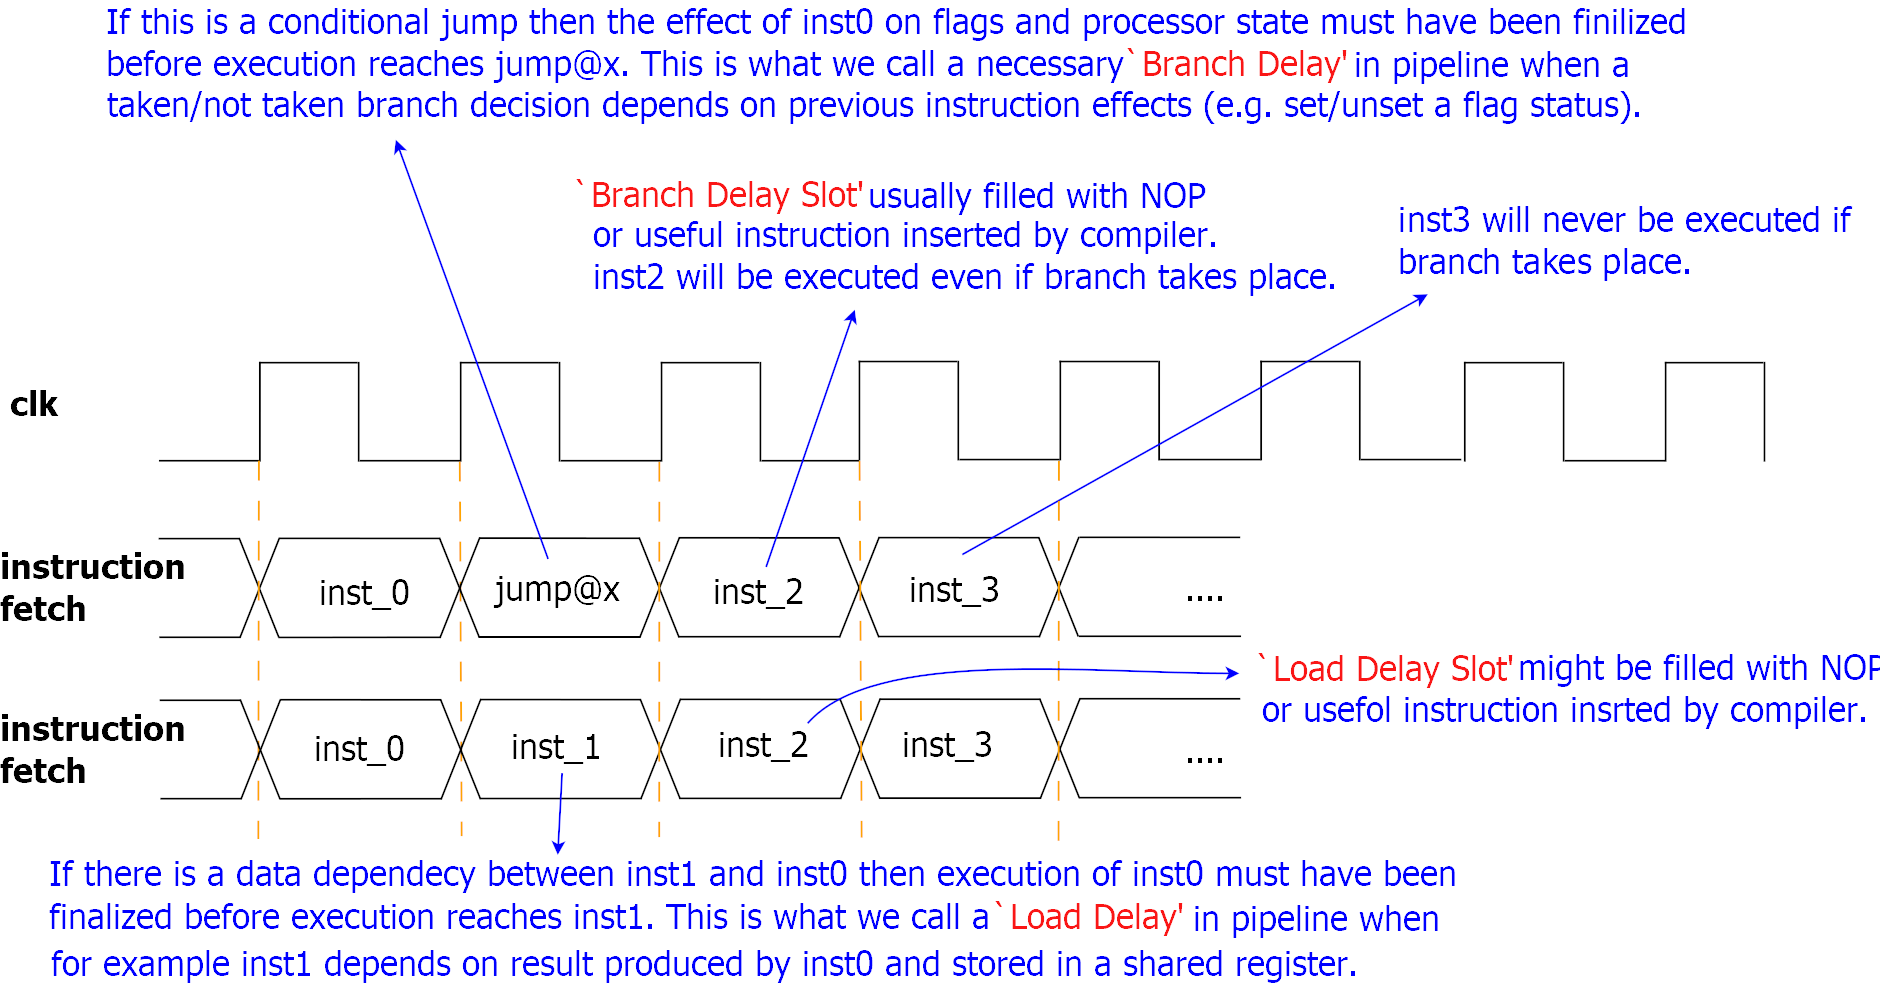 If this is a conditional jump then the effect of inst0 on flags and processor state must have been finilized
before execution reaches jump@x. This is what we call a necessary `Branch Delay' in pipeline when a
taken/not taken branch decision depends on previous instruction effects (e.g. set/unset a flag status).
`Branch Delay Slot' usually filled with NOP
or useful instruction inserted by compiler.
inst2 will be executed even if branch takes place.
inst3 will never be executed if
branch takes place.
clk
instruction
fetch
inst_0
jump@x
inst_2
inst_3
....
`Load Delay Slot' might be filled with NOP
or usefol instruction insrted by compiler.
instruction
fetch
inst_0
inst_1
inst_2
inst_3
....
If there is a data dependecy between inst1 and inst0 then execution of inst0 must have been
finalized before execution reaches inst1. This is what we call a `Load Delay' in pipeline when
for example inst1 depends on result produced by inst0 and stored in a shared register.